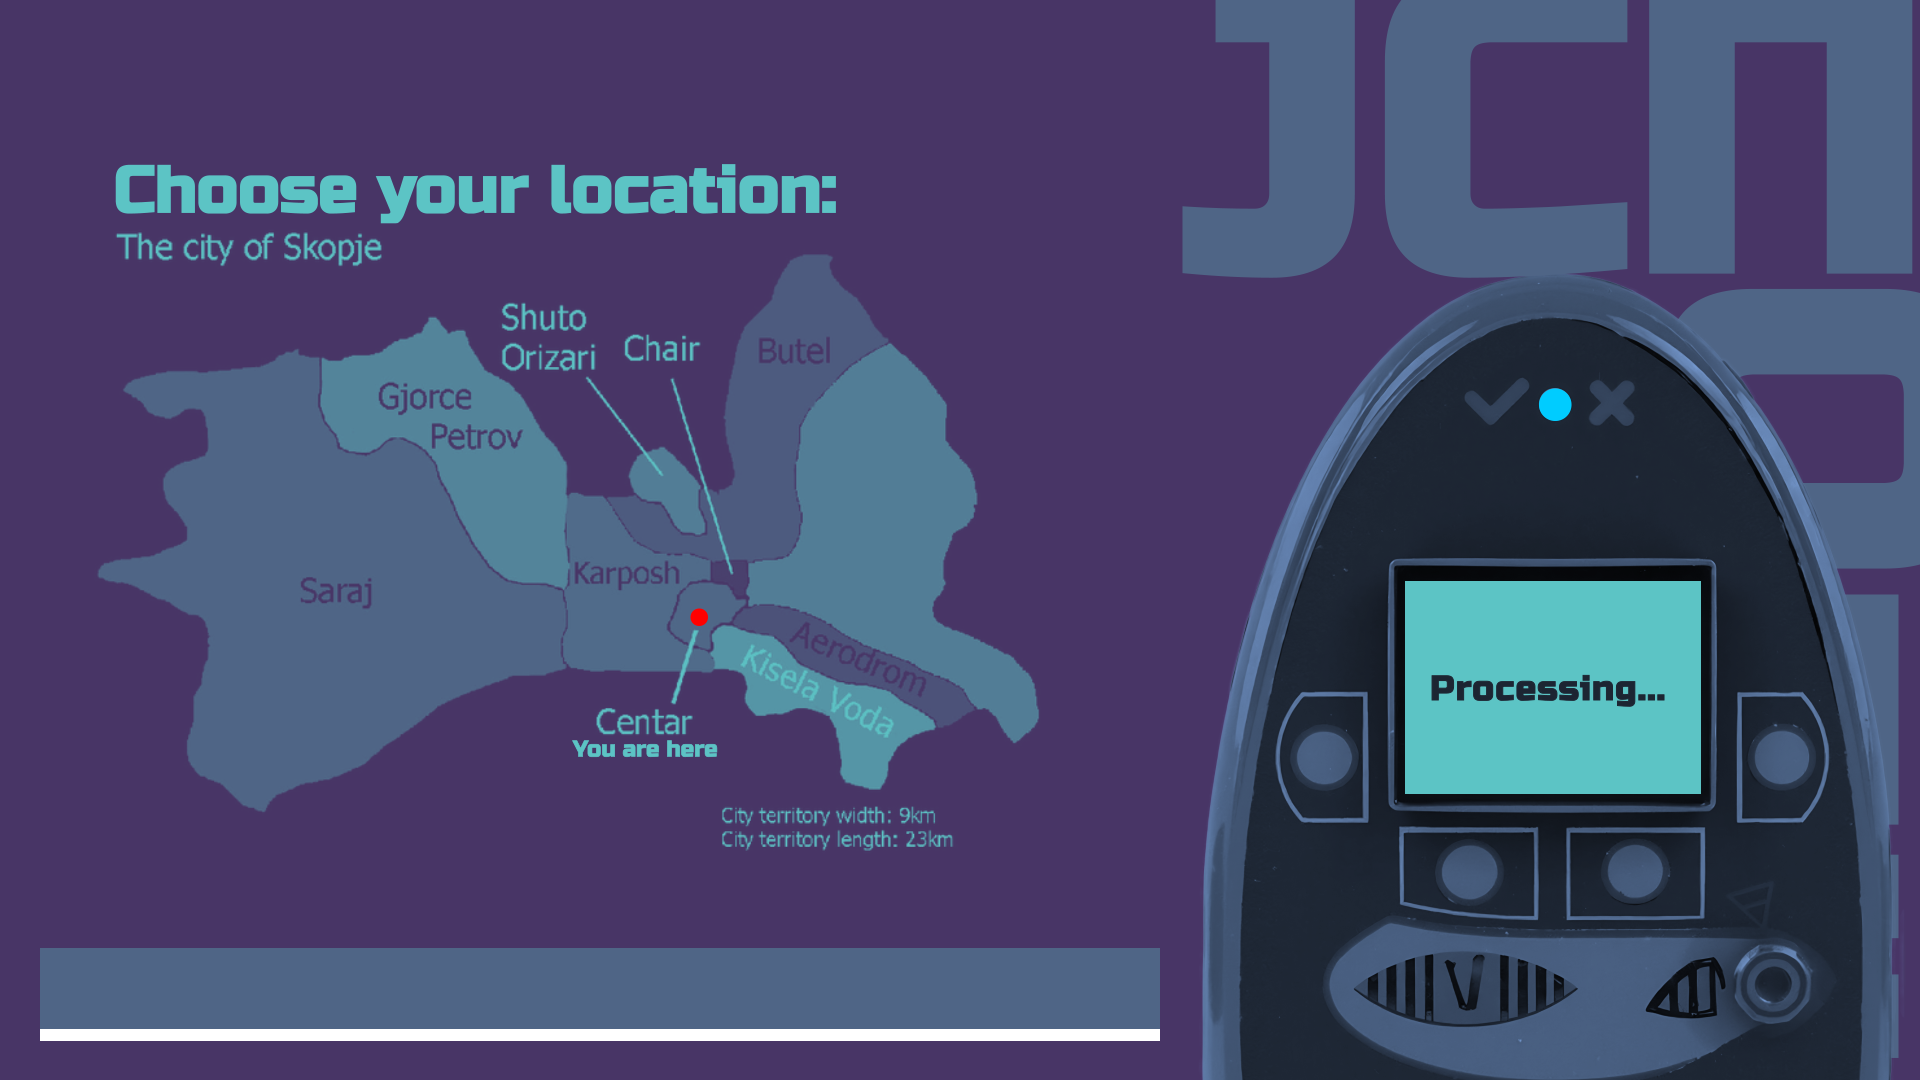 JCN
Choose your location:
The city of Skopje
Shuto
Orizari
Chair
Butel
Gjorce
Petrov
Karposh
Saraj
Aerodrom
Kisela Voda
Centar
You are here
City territory width: 9km
City territory length: 23km
Processing...